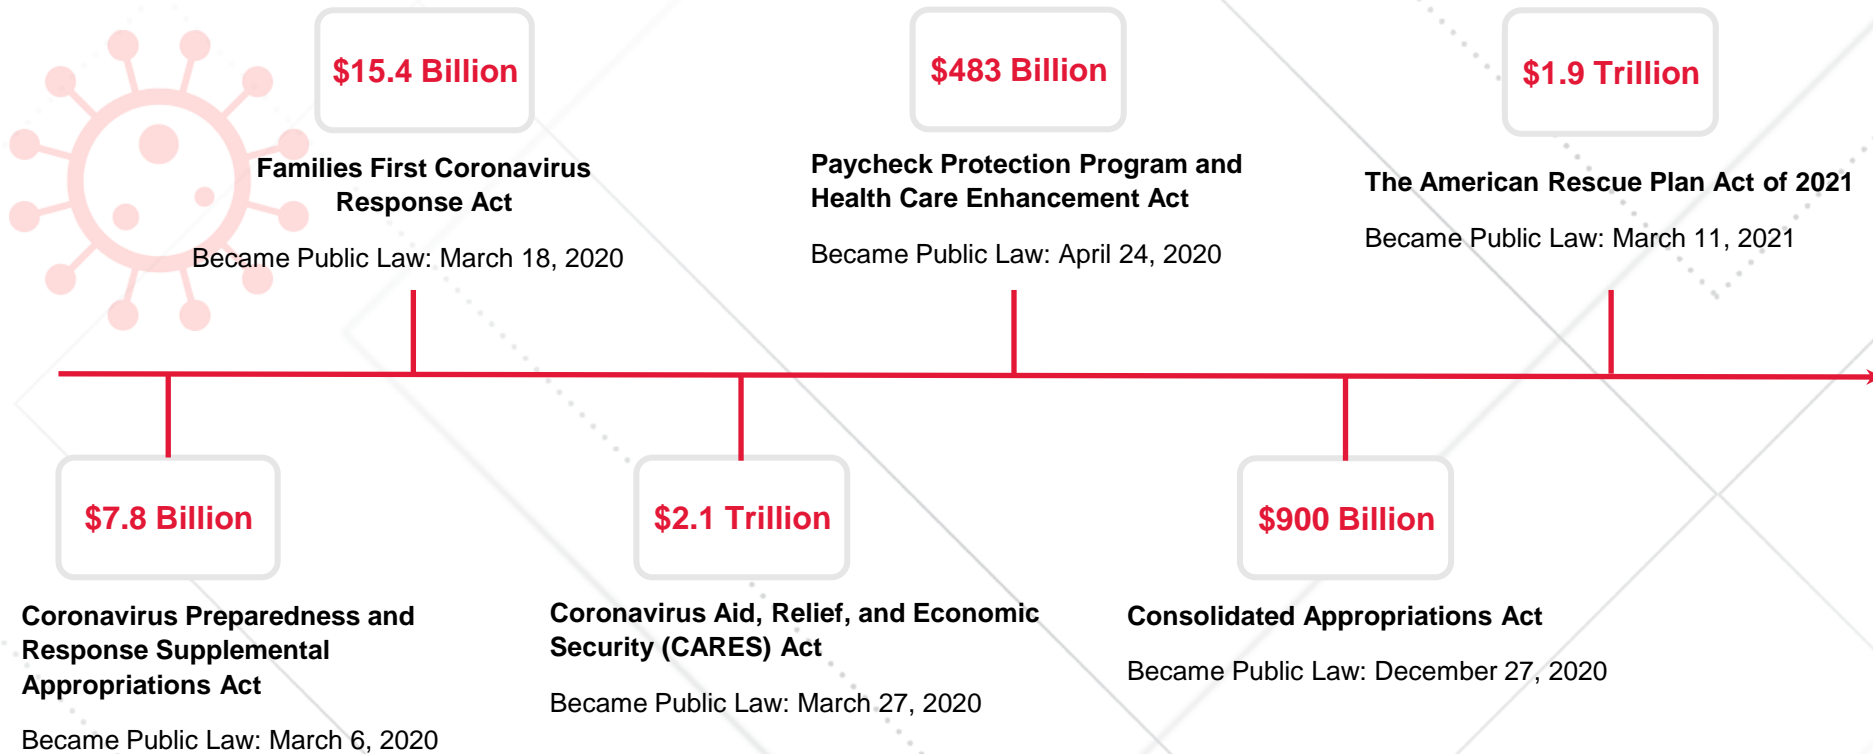 $15.4 Billion
Families First Coronavirus
Response Act
Became Public Law: March 18, 2020
$483 Billion
Paycheck Protection Program and
Health Care Enhancement Act
Became Public Law: April 24, 2020
$1.9 Trillion
The American Rescue Plan Act of 2021
Became Public Law: March 11, 2021
$7.8 Billion
Coronavirus Preparedness and
Response Supplemental
Appropriations Act
Became Public Law: March 6, 2020
$2.1 Trillion
Coronavirus Aid, Relief, and Economic
Security (CARES) Act
Became Public Law: March 27, 2020
$900 Billion
Consolidated Appropriations Act
Became Public Law: December 27, 2020